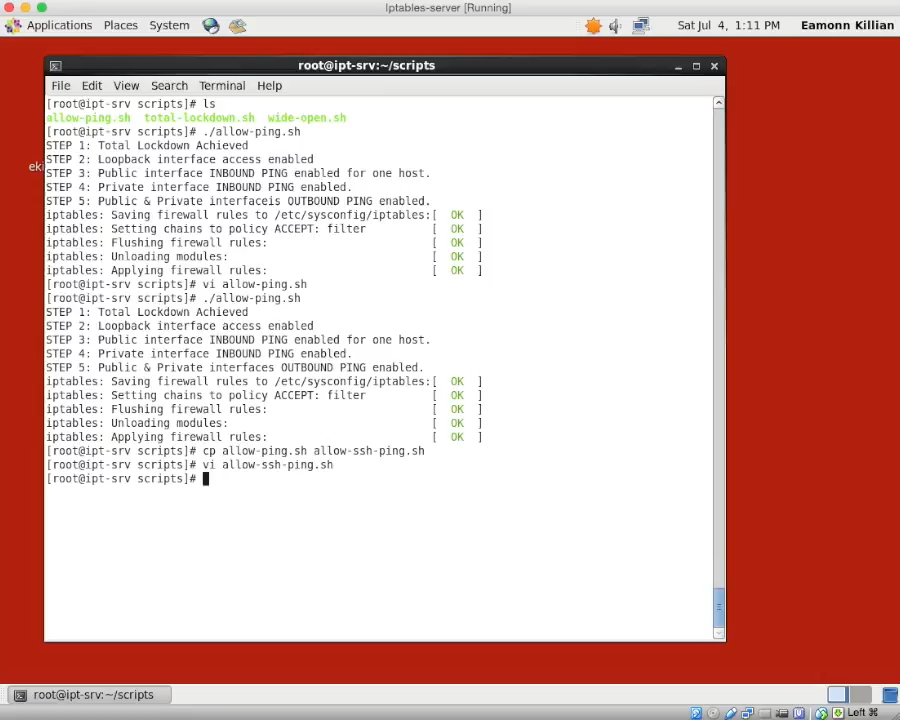 Iptables-server [Running]
Applications Places System Sat Jul 4, 1:11 PM Eamonn Killian
root@ipt-srv:~/scripts
File Edit View Search Terminal Help
[root@ipt-srv scripts]# ls
allow-ping.sh total-lockdown.sh wide-open.sh
[root@ipt-srv scripts]# ./allow-ping.sh
STEP 1: Total Lockdown Achieved
STEP 2: Loopback interface access enabled
eki
STEP 3: Public interface INBOUND PING enabled for one host.
STEP 4: Private interface INBOUND PING enabled.
STEP 5: Public & Private interfaceis OUTBOUND PING enabled.
iptables: Saving firewall rules to /etc/sysconfig/iptables:[ OK ]
iptables: Setting chains to policy ACCEPT: filter [ OK ]
iptables: Flushing firewall rules: [ OK ]
iptables: Unloading modules: [ OK ]
iptables: Applying firewall rules: [ OK ]
[root@ipt-srv scripts]# vi allow-ping.sh
[root@ipt-srv scripts]# ./allow-ping.sh
STEP 1: Total Lockdown Achieved
STEP 2: Loopback interface access enabled
STEP 3: Public interface INBOUND PING enabled for one host.
STEP 4: Private interface INBOUND PING enabled.
STEP 5: Public & Private interfaces OUTBOUND PING enabled.
iptables: Saving firewall rules to /etc/sysconfig/iptables:[ OK ]
iptables: Setting chains to policy ACCEPT: filter [ OK ]
iptables: Flushing firewall rules: [ OK ]
iptables: Unloading modules: [ OK ]
iptables: Applying firewall rules: [ OK ]
[root@ipt-srv scripts]# cp allow-ping.sh allow-ssh-ping.sh
[root@ipt-srv scripts]# vi allow-ssh-ping.sh
[root@ipt-srv scripts]#
root@ipt-srv:~/scripts
Left ⌘